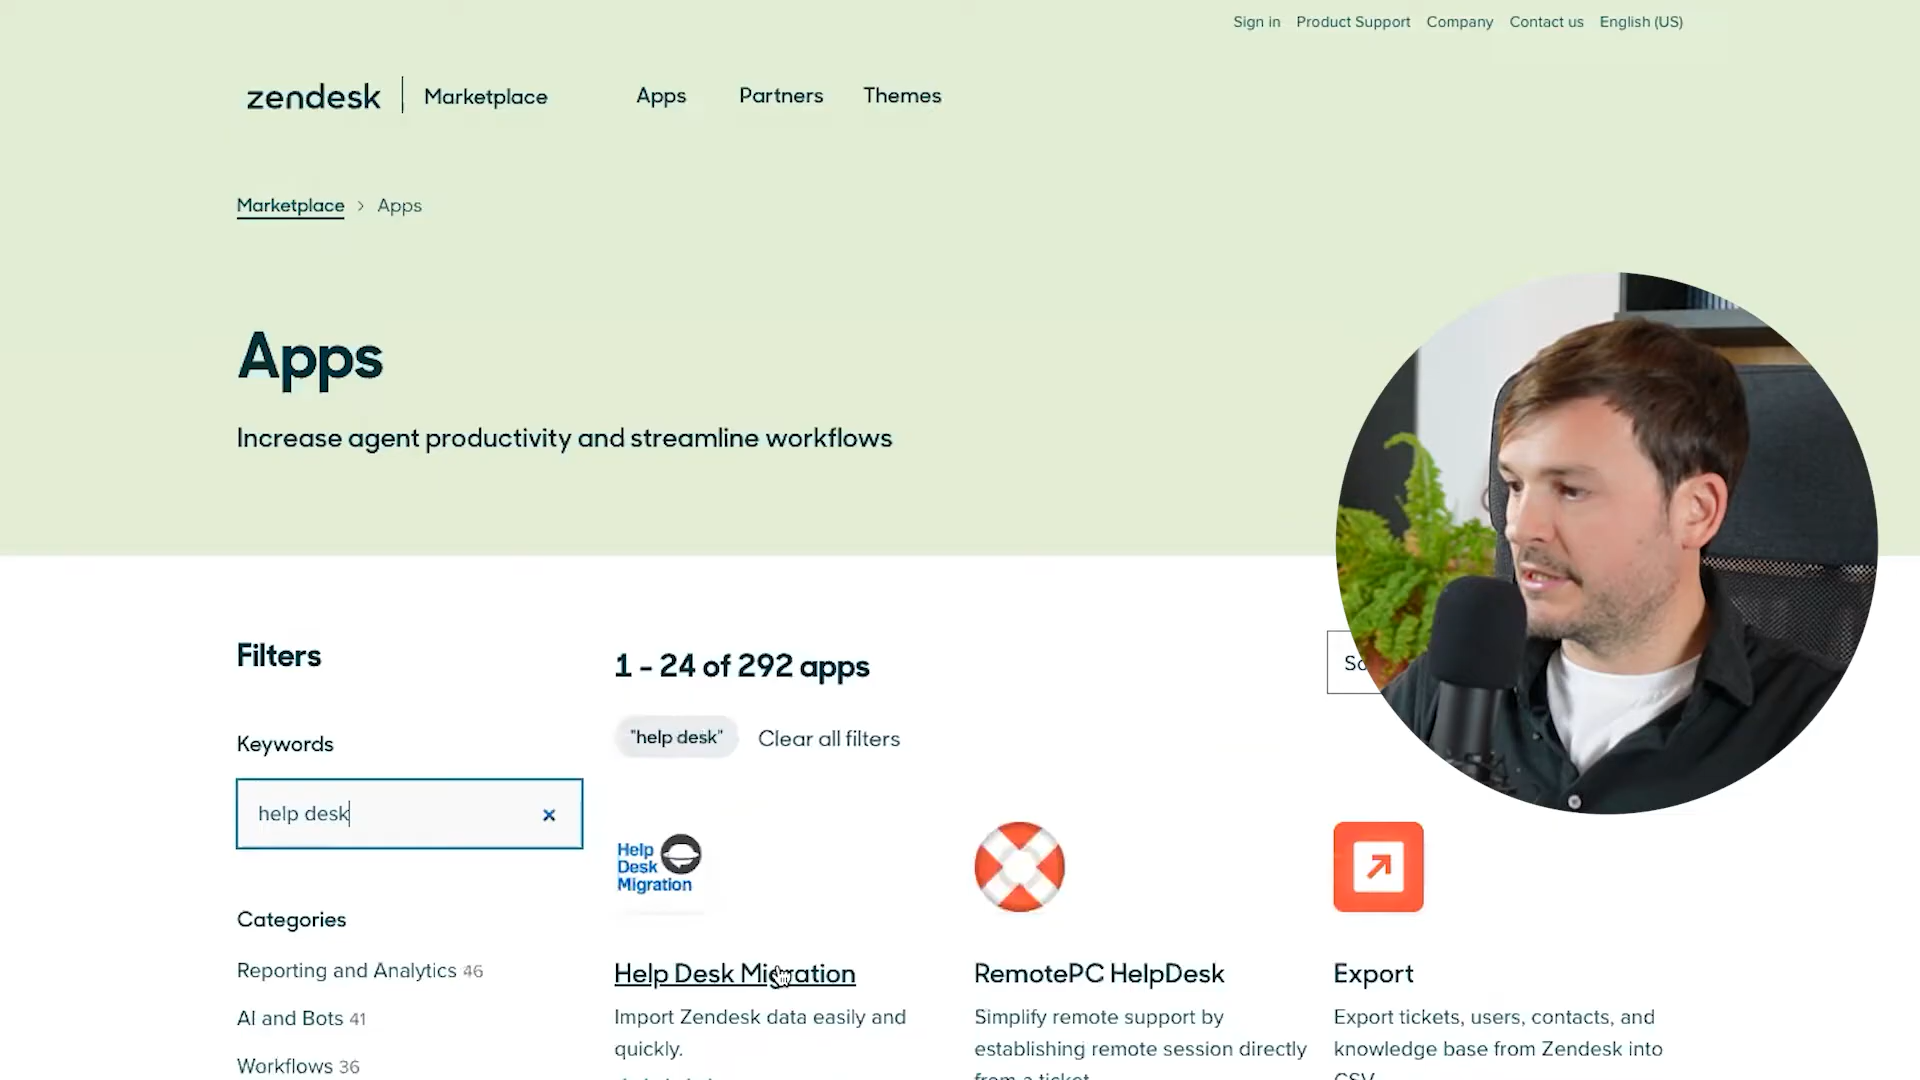 Sign in Product Support Company Contact us English (US)
zendesk Marketplace Apps Partners Themes
Marketplace > Apps
Apps
Increase agent productivity and streamline workflows
Filters
1 - 24 of 292 apps
Keywords
"help desk" Clear all filters
help desk
Help
Desk
Migration
Categories
Reporting and Analytics 46
AI and Bots 41
Workflows 36
Help Desk Migration
Import Zendesk data easily and
quickly.
RemotePC HelpDesk
Simplify remote support by
establishing remote session directly
from a ticket
Export
Export tickets, users, contacts, and
knowledge base from Zendesk into
CSV